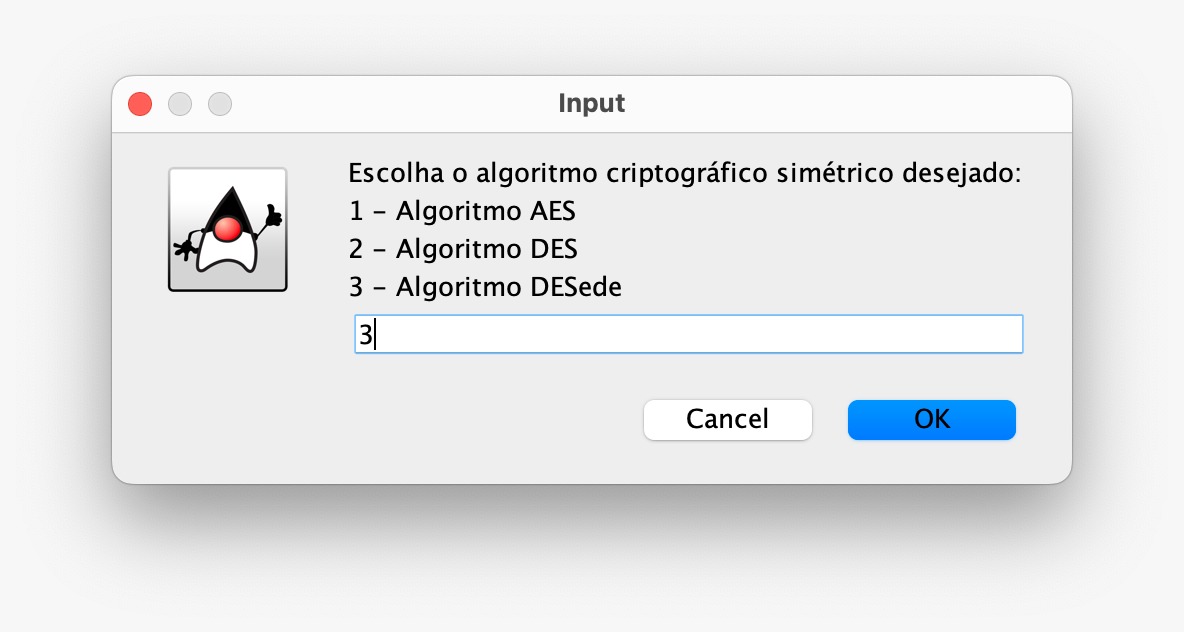 Input
Escolha o algoritmo criptográfico simétrico desejado:
1 – Algoritmo AES
2 – Algoritmo DES
3 – Algoritmo DESede
3
Cancel
OK